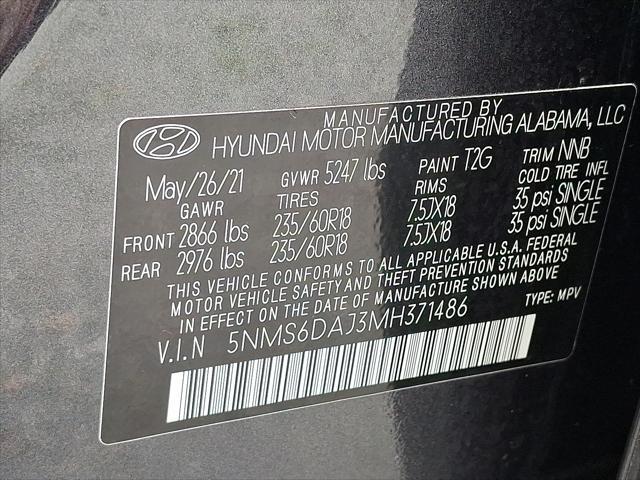 MANUFACTURED BY
HYUNDAI MOTOR MANUFACTURING ALABAMA, LLC
May/26/21 GVWR 5247 lbs PAINT T2G TRIM NNB
GAWR TIRES RIMS COLD TIRE INFL
FRONT 2866 lbs 235/60R18 7.5JX18 35 psi SINGLE
REAR 2976 lbs 235/60R18 7.5JX18 35 psi SINGLE
THIS VEHICLE CONFORMS TO ALL APPLICABLE U.S.A. FEDERAL
MOTOR VEHICLE SAFETY AND THEFT PREVENTION STANDARDS
IN EFFECT ON THE DATE OF MANUFACTURE SHOWN ABOVE
V.I.N 5NMS6DAJ3MH371486 TYPE: MPV